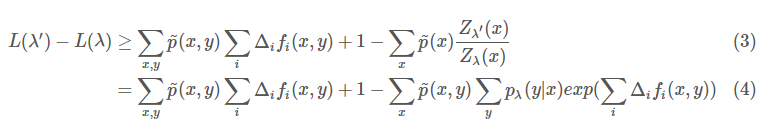 L(λ′) − L(λ) ≥ ∑_{x,y} p̃(x, y) ∑_i Δ_i f_i(x, y) + 1 − ∑_x p̃(x) Z_{λ′}(x) / Z_λ(x) (3)
= ∑_{x,y} p̃(x, y) ∑_i Δ_i f_i(x, y) + 1 − ∑_x p̃(x, y) ∑_y p_λ(y|x)exp(∑_i Δ_i f_i(x, y)) (4)